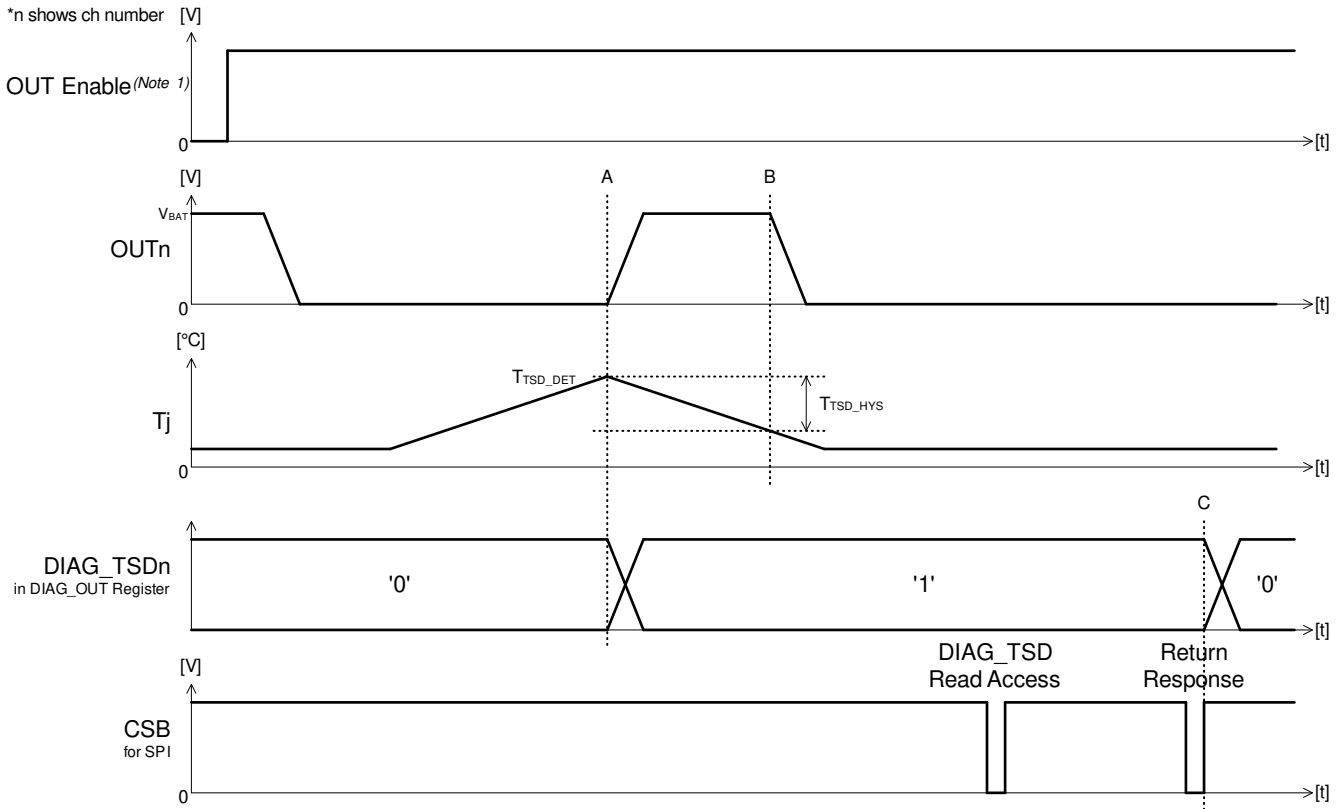 *n shows ch number [V]
OUT Enable(Note 1)
0
[t]
[V]
A
B
VBAT
OUTn
0
[t]
[°C]
TTSD_DET
TTSD_HYS
Tj
0
[t]
C
DIAG_TSDn
in DIAG_OUT Register
'0'
'1'
'0'
[t]
[V]
DIAG_TSD
Read Access
Return
Response
CSB
for SPI
0
[t]